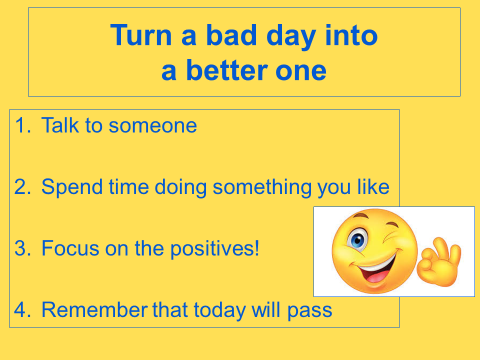 Turn a bad day into
a better one
1. Talk to someone
2. Spend time doing something you like
3. Focus on the positives!
4. Remember that today will pass